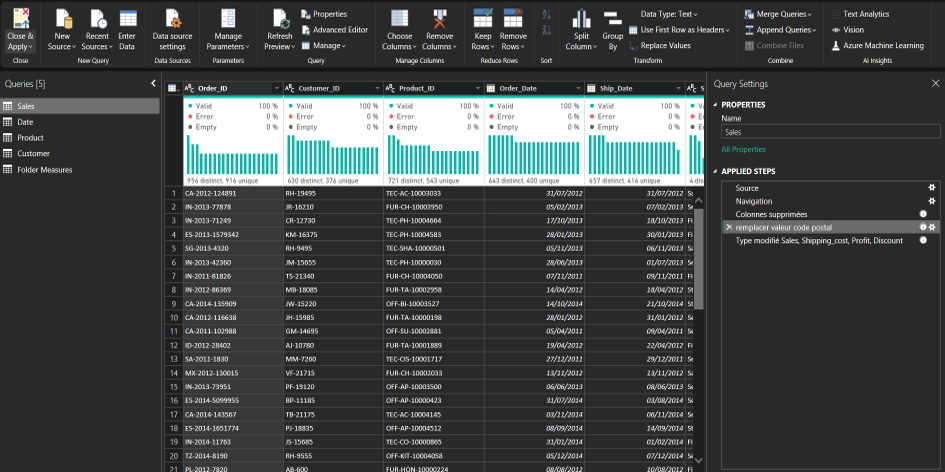 Close & Apply
New Source
Recent Sources
Enter Data
Data source settings
Manage Parameters
Refresh Preview
Properties
Advanced Editor
Manage
Choose Columns
Remove Columns
Keep Rows
Remove Rows
Split Column
Group By
Data Type: Text
Use First Row as Headers
Replace Values
Merge Queries
Append Queries
Combine Files
Text Analytics
Vision
Azure Machine Learning
Close
New Query
Data Sources
Parameters
Query
Manage Columns
Reduce Rows
Sort
Transform
Combine
AI Insights
Queries [5]
Sales
Date
Product
Customer
Folder Measures
Order_ID Customer_ID Product_ID Order_Date Ship_Date S
Valid 100 % Valid 100 % Valid 100 % Valid 100 % Valid 100 %
Error 0 % Error 0 % Error 0 % Error 0 % Error 0 %
Empty 0 % Empty 0 % Empty 0 % Empty 0 % Empty 0 %
956 distinct, 916 unique 630 distinct, 376 unique 721 distinct, 543 unique 643 distinct, 400 unique 657 distinct, 416 unique 4 d
1 CA-2012-124891 RH-19495 TEC-AC-10003033 31/07/2012 31/07/2012
2 IN-2013-77878 JR-16210 FUR-CH-10003950 05/02/2013 07/02/2013
3 IN-2013-71249 CR-12730 TEC-PH-10004664 17/10/2013 18/10/2013
4 ES-2013-1579342 KM-16375 TEC-PH-10004583 28/01/2013 30/01/2013
5 SG-2013-4320 RH-9495 TEC-SHA-10000501 05/11/2013 06/11/2013
6 IN-2013-42360 JM-15655 TEC-PH-10000030 28/06/2013 01/07/2013
7 IN-2011-81826 TS-21340 FUR-CH-10004050 07/11/2011 09/11/2011
8 IN-2012-86369 MB-18085 FUR-TA-10002958 14/04/2012 18/04/2012
9 CA-2014-135909 JW-15220 OFF-BI-10003527 14/10/2014 21/10/2014
10 CA-2012-116638 JH-15985 FUR-TA-10000198 28/01/2012 31/01/2012
11 CA-2011-102988 GM-14695 OFF-SU-10002881 05/04/2011 09/04/2011
12 ID-2012-28402 AJ-10780 FUR-TA-10001889 19/04/2012 22/04/2012
13 SA-2011-1830 MM-7260 TEC-CIS-10001717 27/12/2011 29/12/2011
14 MX-2012-130015 VF-21715 FUR-CH-10002033 13/11/2012 13/11/2012
15 IN-2013-73951 PF-19120 OFF-AP-10003500 06/06/2013 08/06/2013
16 ES-2014-5099955 BP-11185 OFF-AP-10000423 31/07/2014 03/08/2014
17 CA-2014-143567 TB-21175 TEC-AC-10004145 03/11/2014 06/11/2014
18 ES-2014-1651774 PJ-18835 OFF-AP-10004512 08/09/2014 14/09/2014
19 IN-2014-11763 JS-15685 TEC-CO-10000865 31/01/2014 01/02/2014
20 TZ-2014-8190 RH-9555 OFF-KIT-10004058 05/12/2014 07/12/2014
21 PL-2012-7820 AB-600 FUR-HON-10000224 08/08/2012 10/08/2012
Query Settings
PROPERTIES
Name
Sales
All Properties
APPLIED STEPS
Source
Navigation
Colonnes supprimées
remplacer valeur code postal
Type modifié Sales, Shipping_cost, Profit, Discount